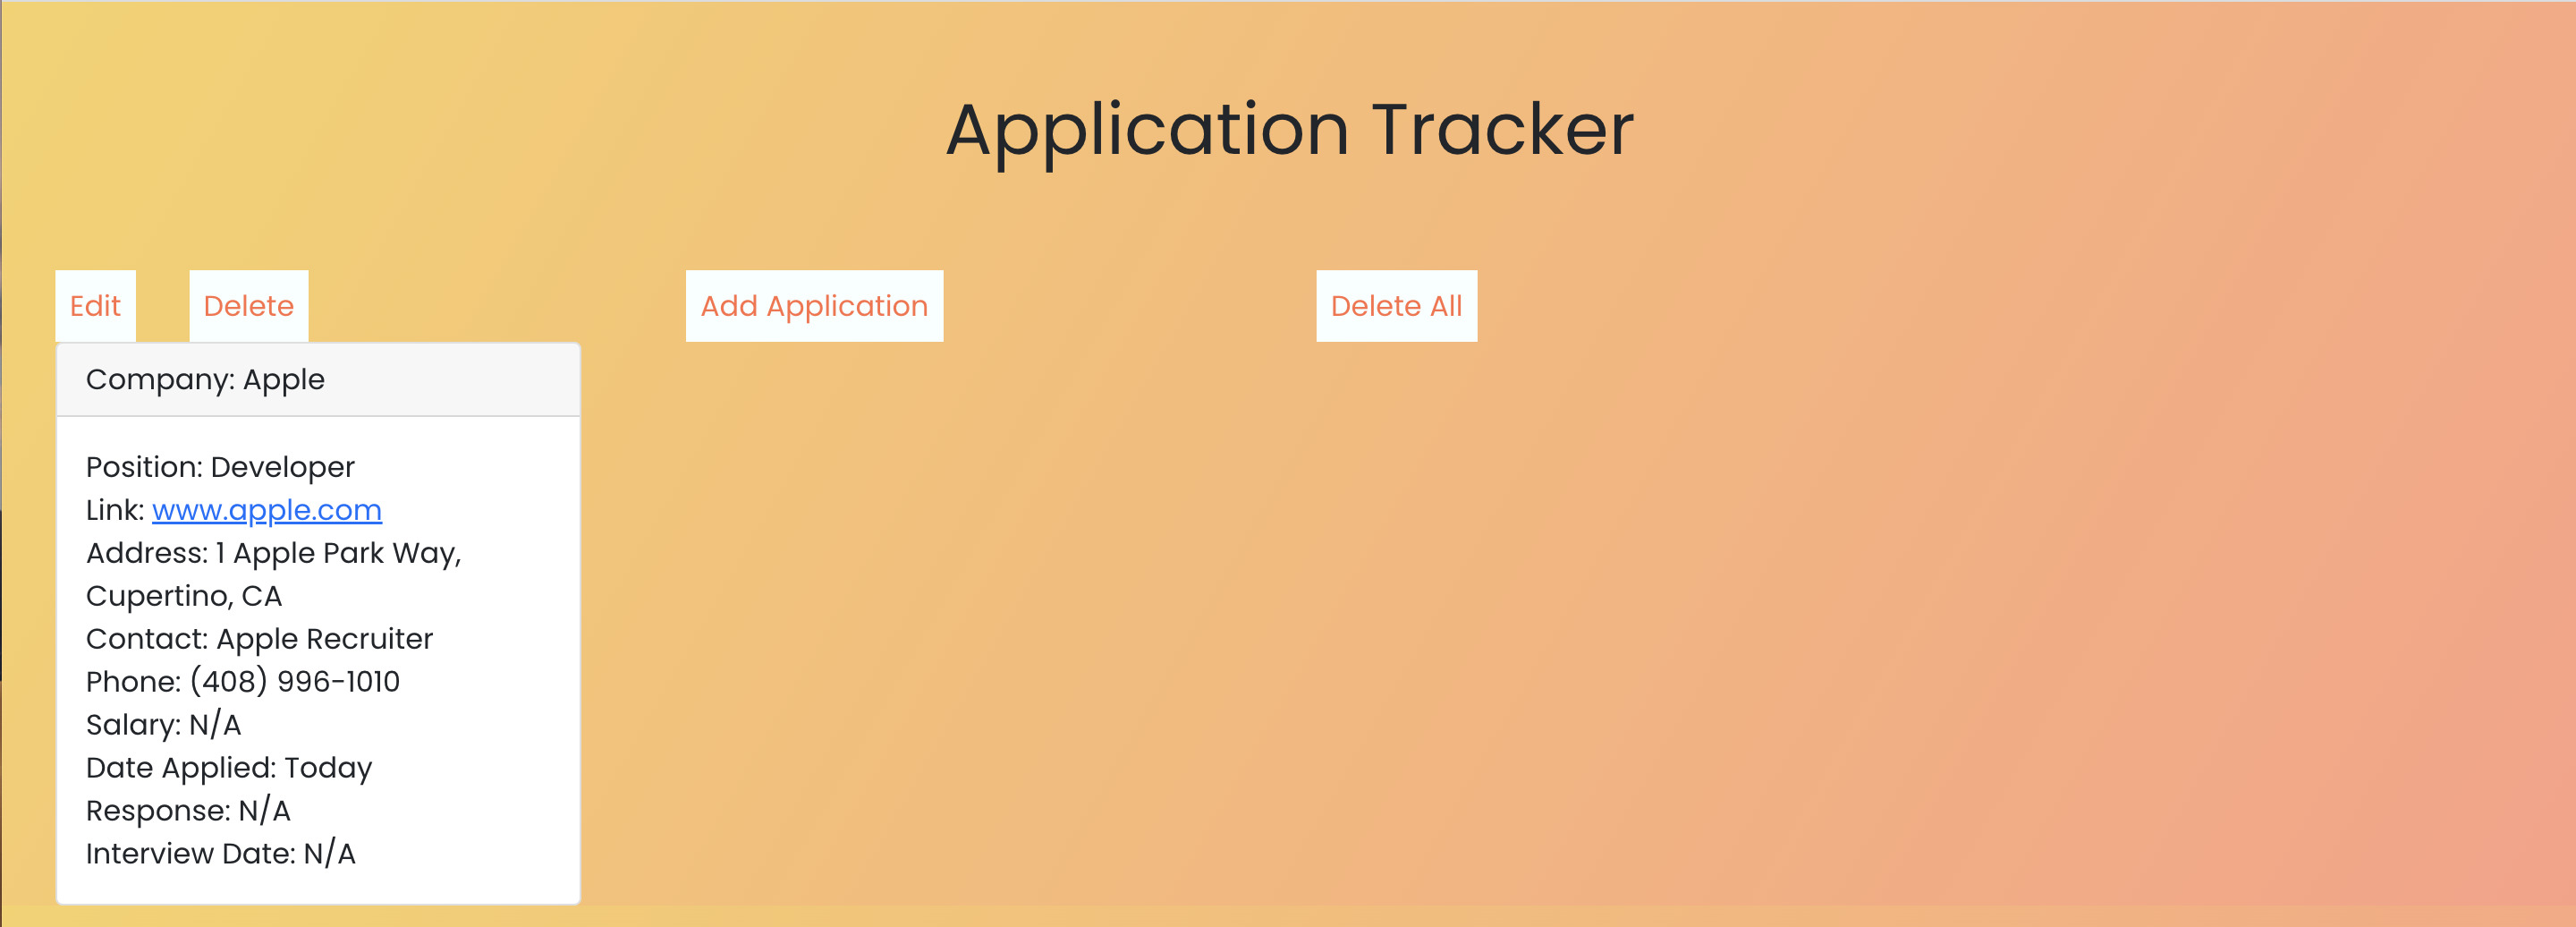 Application Tracker
Edit Delete Add Application Delete All
Company: Apple
Position: Developer
Link: www.apple.com
Address: 1 Apple Park Way,
Cupertino, CA
Contact: Apple Recruiter
Phone: (408) 996-1010
Salary: N/A
Date Applied: Today
Response: N/A
Interview Date: N/A